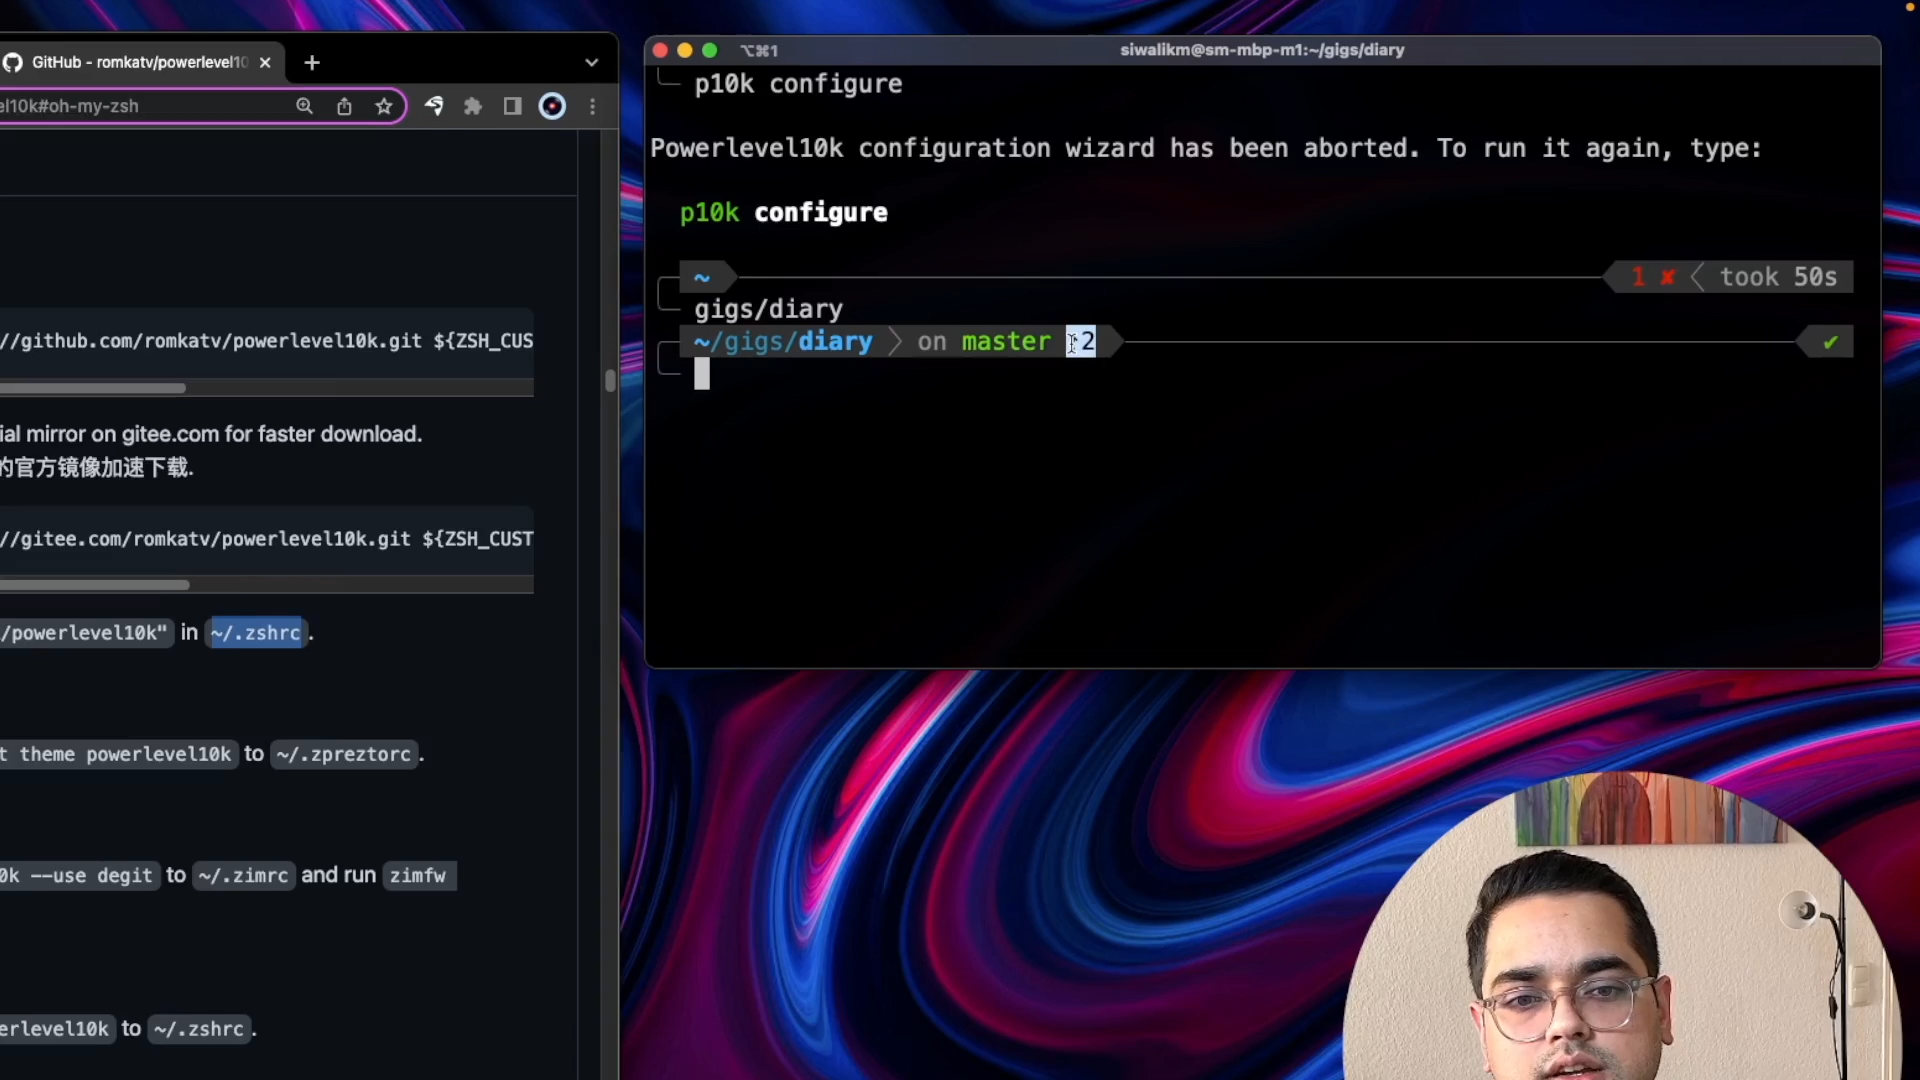 GitHub - romkatv/powerlevel10
el10k#oh-my-zsh
//github.com/romkatv/powerlevel10k.git ${ZSH_CUS
ial mirror on gitee.com for faster download.
的官方镜像加速下载.
//gitee.com/romkatv/powerlevel10k.git ${ZSH_CUST
/powerlevel10k" in ~/.zshrc.
t theme powerlevel10k to ~/.zpreztorc.
0k --use degit to ~/.zimrc and run zimfw
erlevel10k to ~/.zshrc.
⌥⌘1 siwalikm@sm-mbp-m1:~/gigs/diary
p10k configure
Powerlevel10k configuration wizard has been aborted. To run it again, type:
p10k configure
~ 1 ✘ took 50s
gigs/diary
~/gigs/diary on master 2 ✔